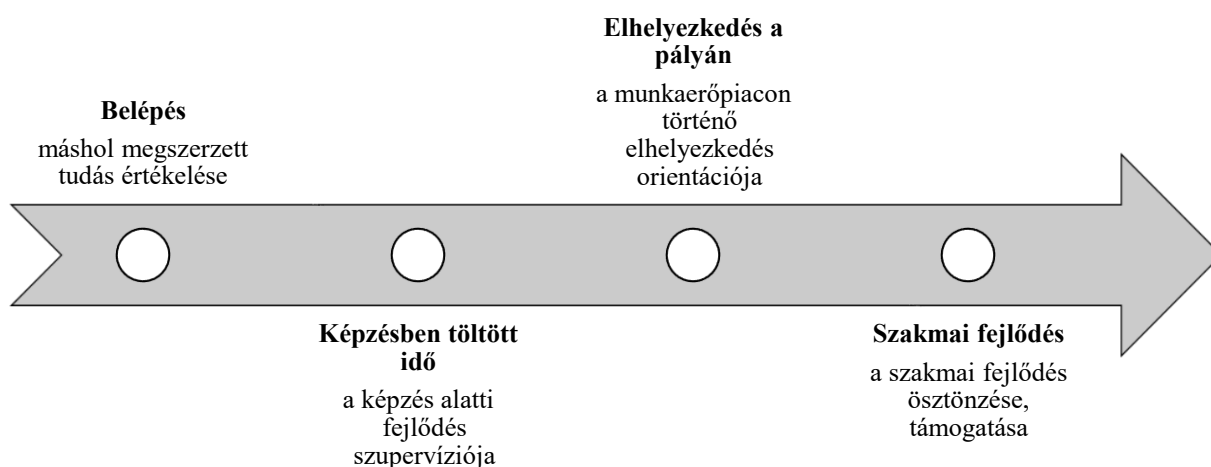 Belépés
máshol megszerzett
tudás értékelése
Képzésben töltött
idő
a képzés alatti
fejlődés
szupervíziója
Elhelyezkedés a
pályán
a munkaerőpiacon
történő
elhelyezkedés
orientációja
Szakmai fejlődés
a szakmai fejlődés
ösztönzése,
támogatása